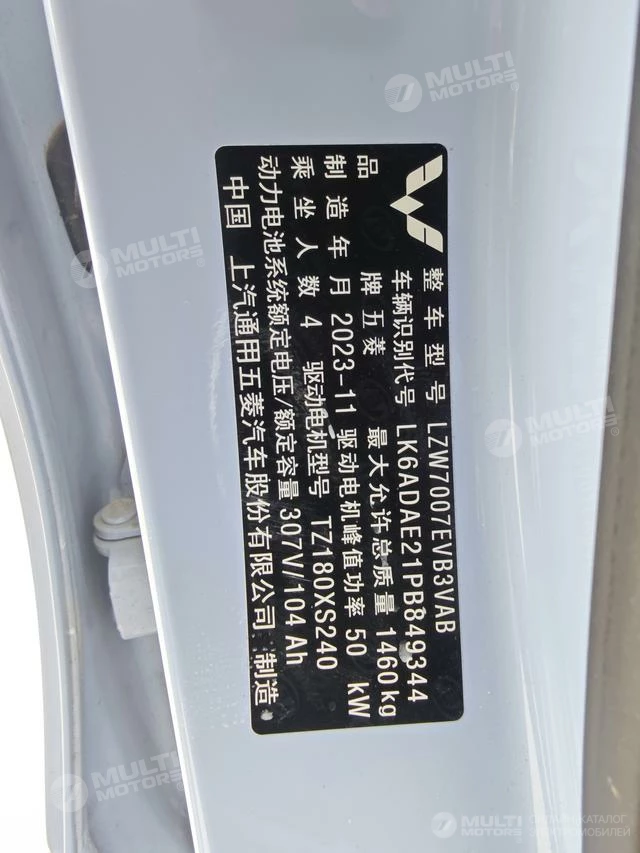 整车型号 LZW7007EVB3VAB
车辆识别代号 LK6ADAE21PB849344
品 牌 五菱 最大允许总质量 1460kg
制造年月 2023-11 驱动电机峰值功率 50 kW
乘坐人数 4 驱动电机型号 TZ180XS240
动力电池系统额定电压/额定容量 307V/104Ah
中国 上汽通用五菱汽车股份有限公司 制造
MULTI
MOTORS
MULTI
MOTORS
MULTI
MOTORS
MULTI
MOTORS
ОНЛАЙН-КАТАЛОГ
ЭЛЕКТРОМОБИЛЕЙ